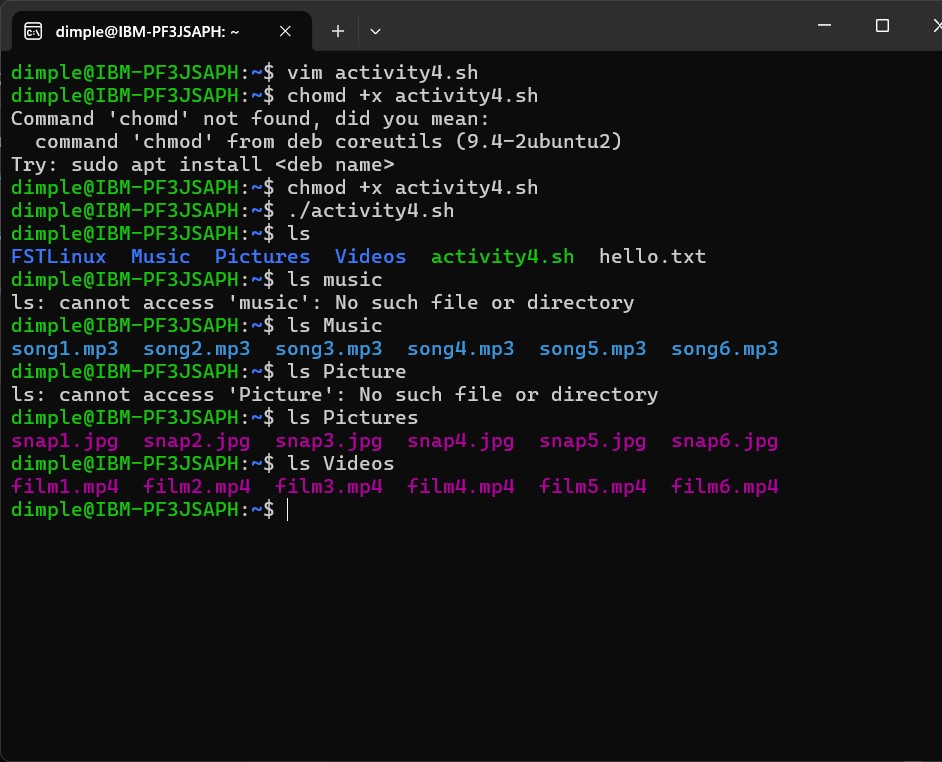 dimple@IBM-PF3JSAPH: ~
dimple@IBM-PF3JSAPH:~$ vim activity4.sh
dimple@IBM-PF3JSAPH:~$ chomd +x activity4.sh
Command 'chomd' not found, did you mean:
  command 'chmod' from deb coreutils (9.4-2ubuntu2)
Try: sudo apt install <deb name>
dimple@IBM-PF3JSAPH:~$ chmod +x activity4.sh
dimple@IBM-PF3JSAPH:~$ ./activity4.sh
dimple@IBM-PF3JSAPH:~$ ls
FSTLinux  Music  Pictures  Videos  activity4.sh  hello.txt
dimple@IBM-PF3JSAPH:~$ ls music
ls: cannot access 'music': No such file or directory
dimple@IBM-PF3JSAPH:~$ ls Music
song1.mp3  song2.mp3  song3.mp3  song4.mp3  song5.mp3  song6.mp3
dimple@IBM-PF3JSAPH:~$ ls Picture
ls: cannot access 'Picture': No such file or directory
dimple@IBM-PF3JSAPH:~$ ls Pictures
snap1.jpg  snap2.jpg  snap3.jpg  snap4.jpg  snap5.jpg  snap6.jpg
dimple@IBM-PF3JSAPH:~$ ls Videos
film1.mp4  film2.mp4  film3.mp4  film4.mp4  film5.mp4  film6.mp4
dimple@IBM-PF3JSAPH:~$